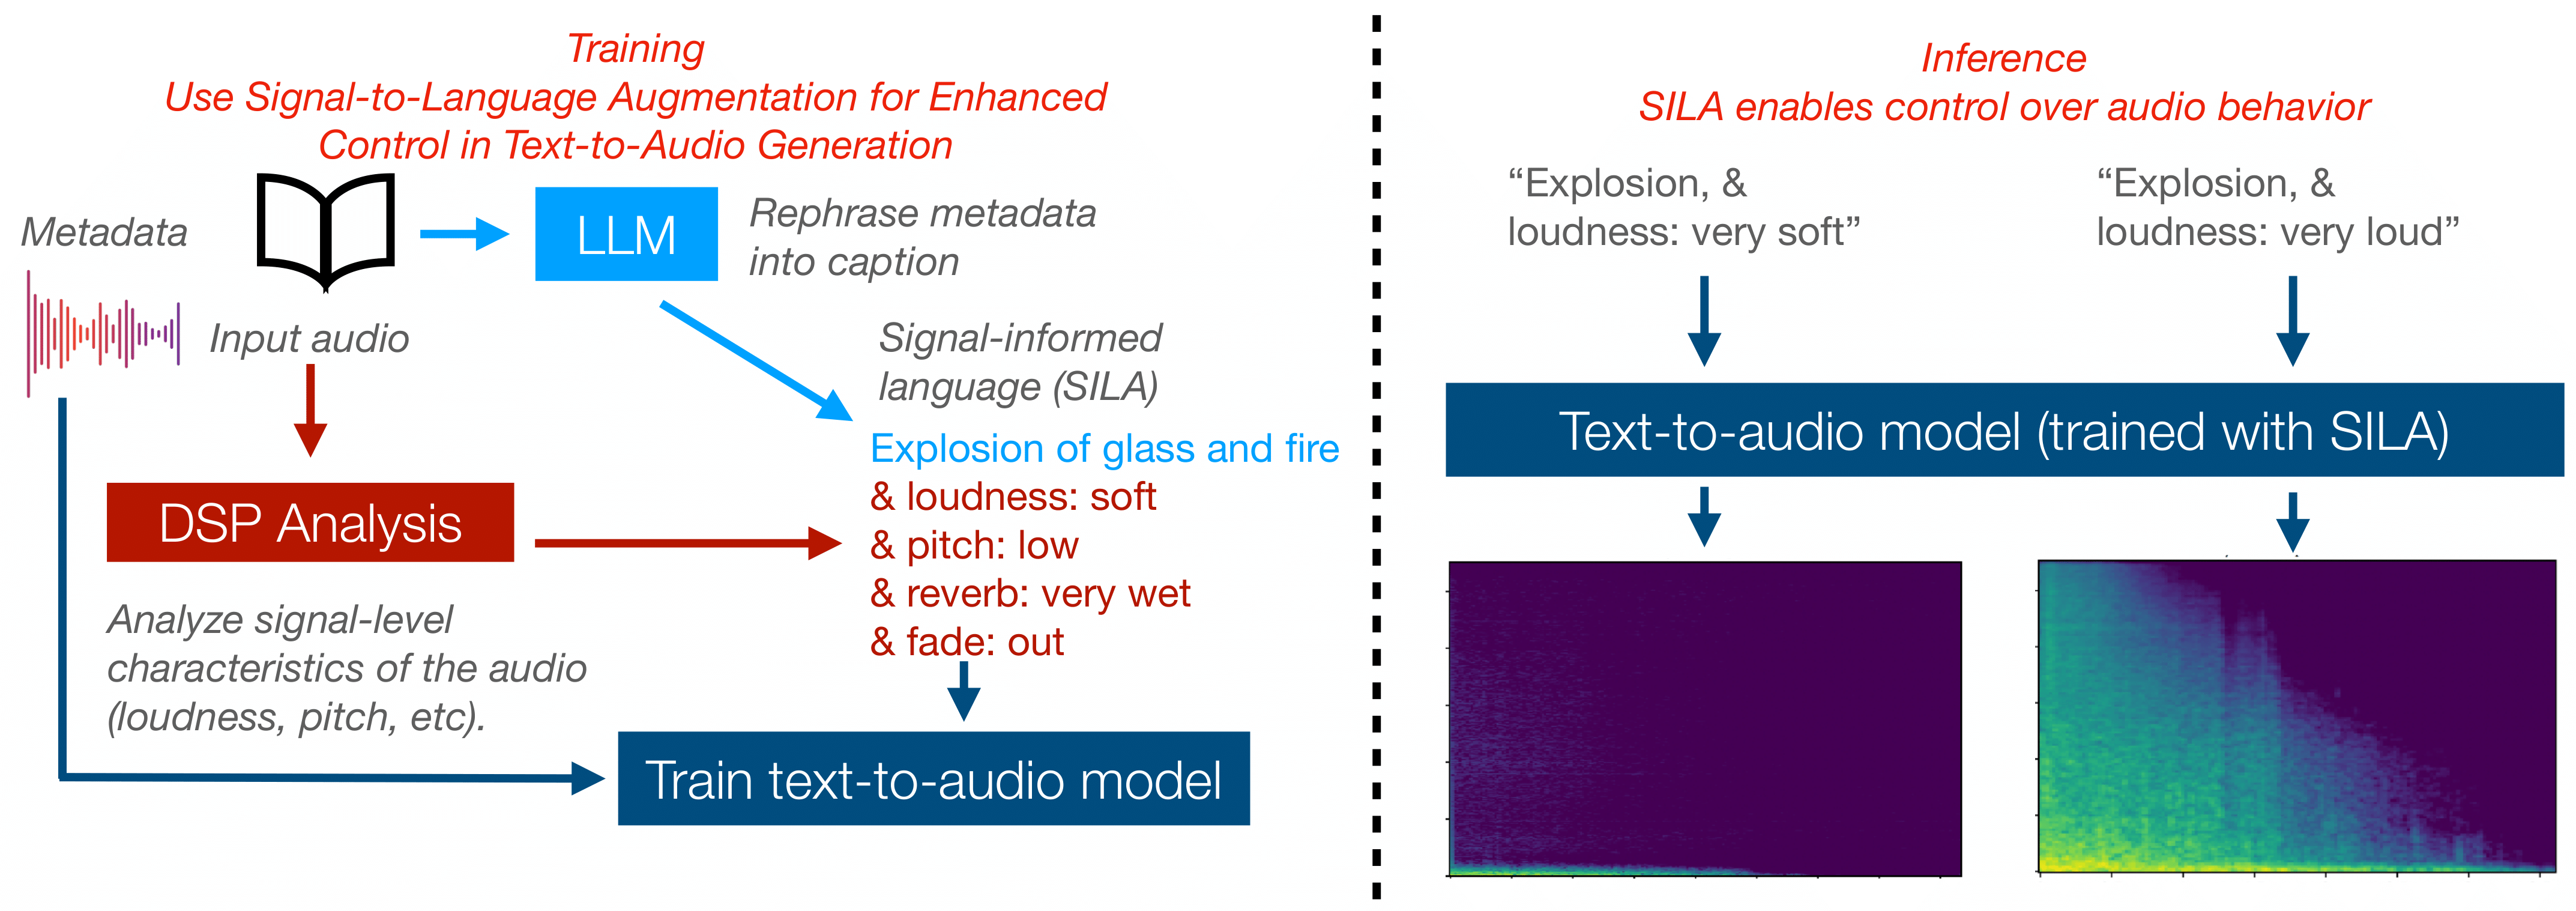 Training
Use Signal-to-Language Augmentation for Enhanced
Control in Text-to-Audio Generation
Metadata
LLM
Rephrase metadata
into caption
Input audio
Signal-informed
language (SILA)
Explosion of glass and fire
& loudness: soft
& pitch: low
& reverb: very wet
& fade: out
DSP Analysis
Analyze signal-level
characteristics of the audio
(loudness, pitch, etc).
Train text-to-audio model
Inference
SILA enables control over audio behavior
“Explosion, &
loudness: very soft”
“Explosion, &
loudness: very loud”
Text-to-audio model (trained with SILA)